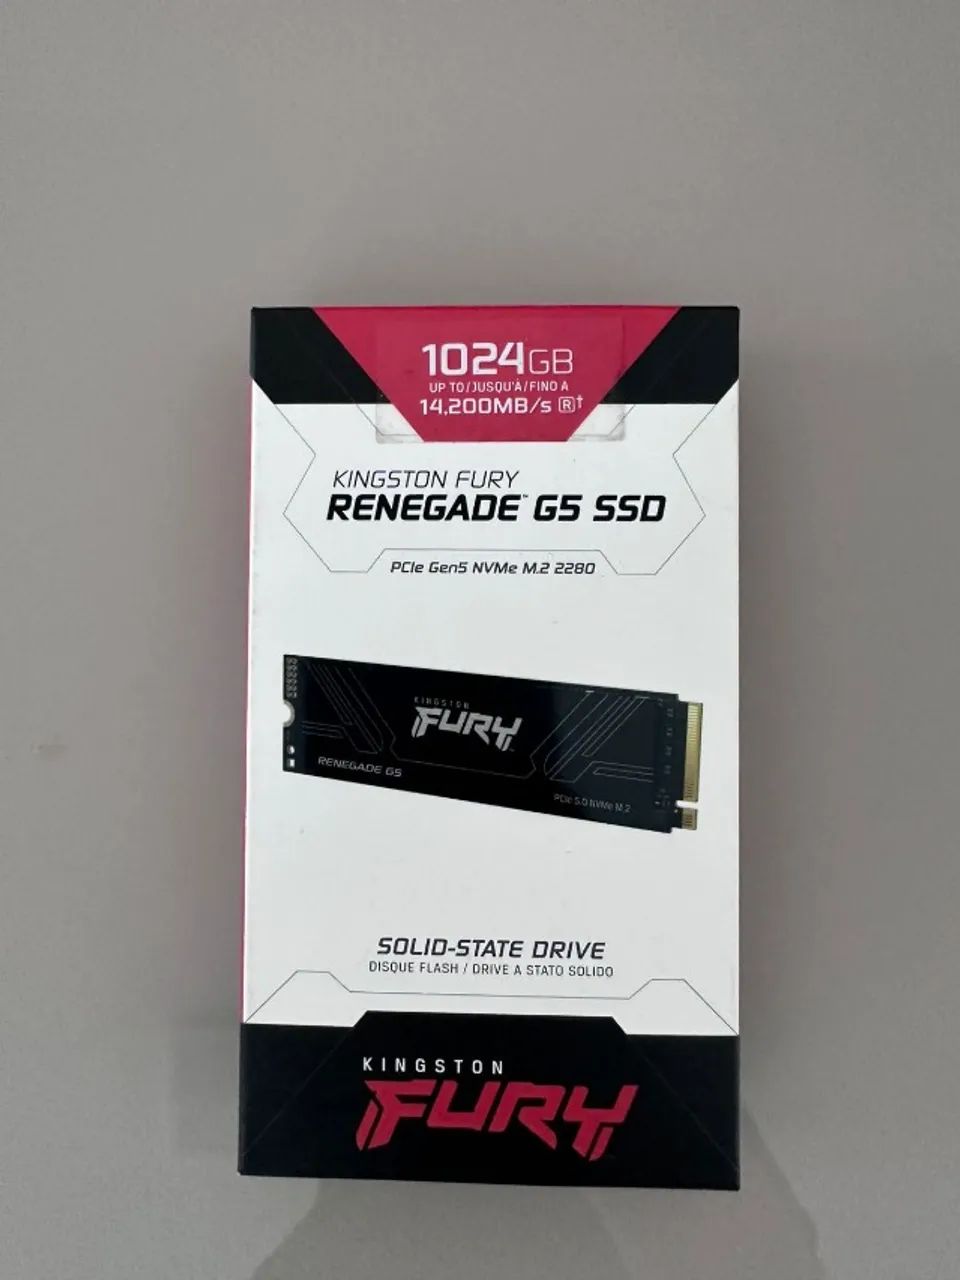 1024GB
UP TO/JUSQU'À/FINO A
14,200MB/s [R]†
KINGSTON FURY
RENEGADE™ G5 SSD
PCIe Gen5 NVMe M.2 2280
KINGSTON
FURY
RENEGADE G5
PCIe 5.0 NVMe M.2
SOLID-STATE DRIVE
DISQUE FLASH / DRIVE A STATO SOLIDO
KINGSTON
FURY